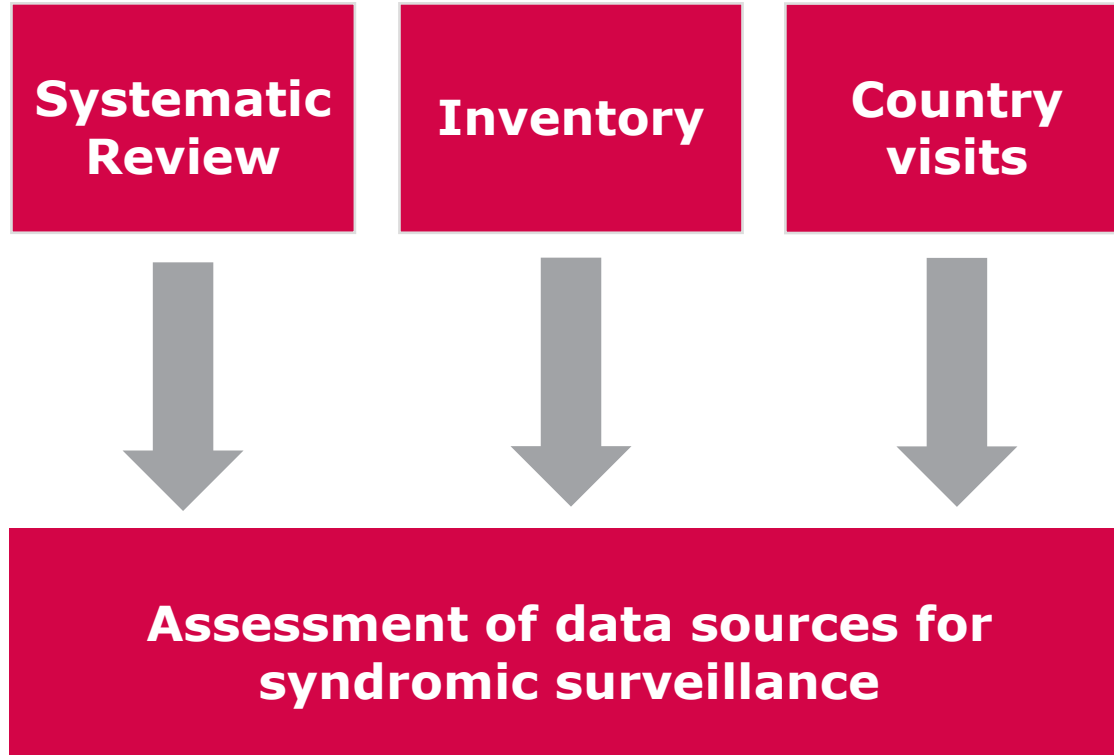 Systematic
Review
Inventory
Country
visits
Assessment of data sources for
syndromic surveillance